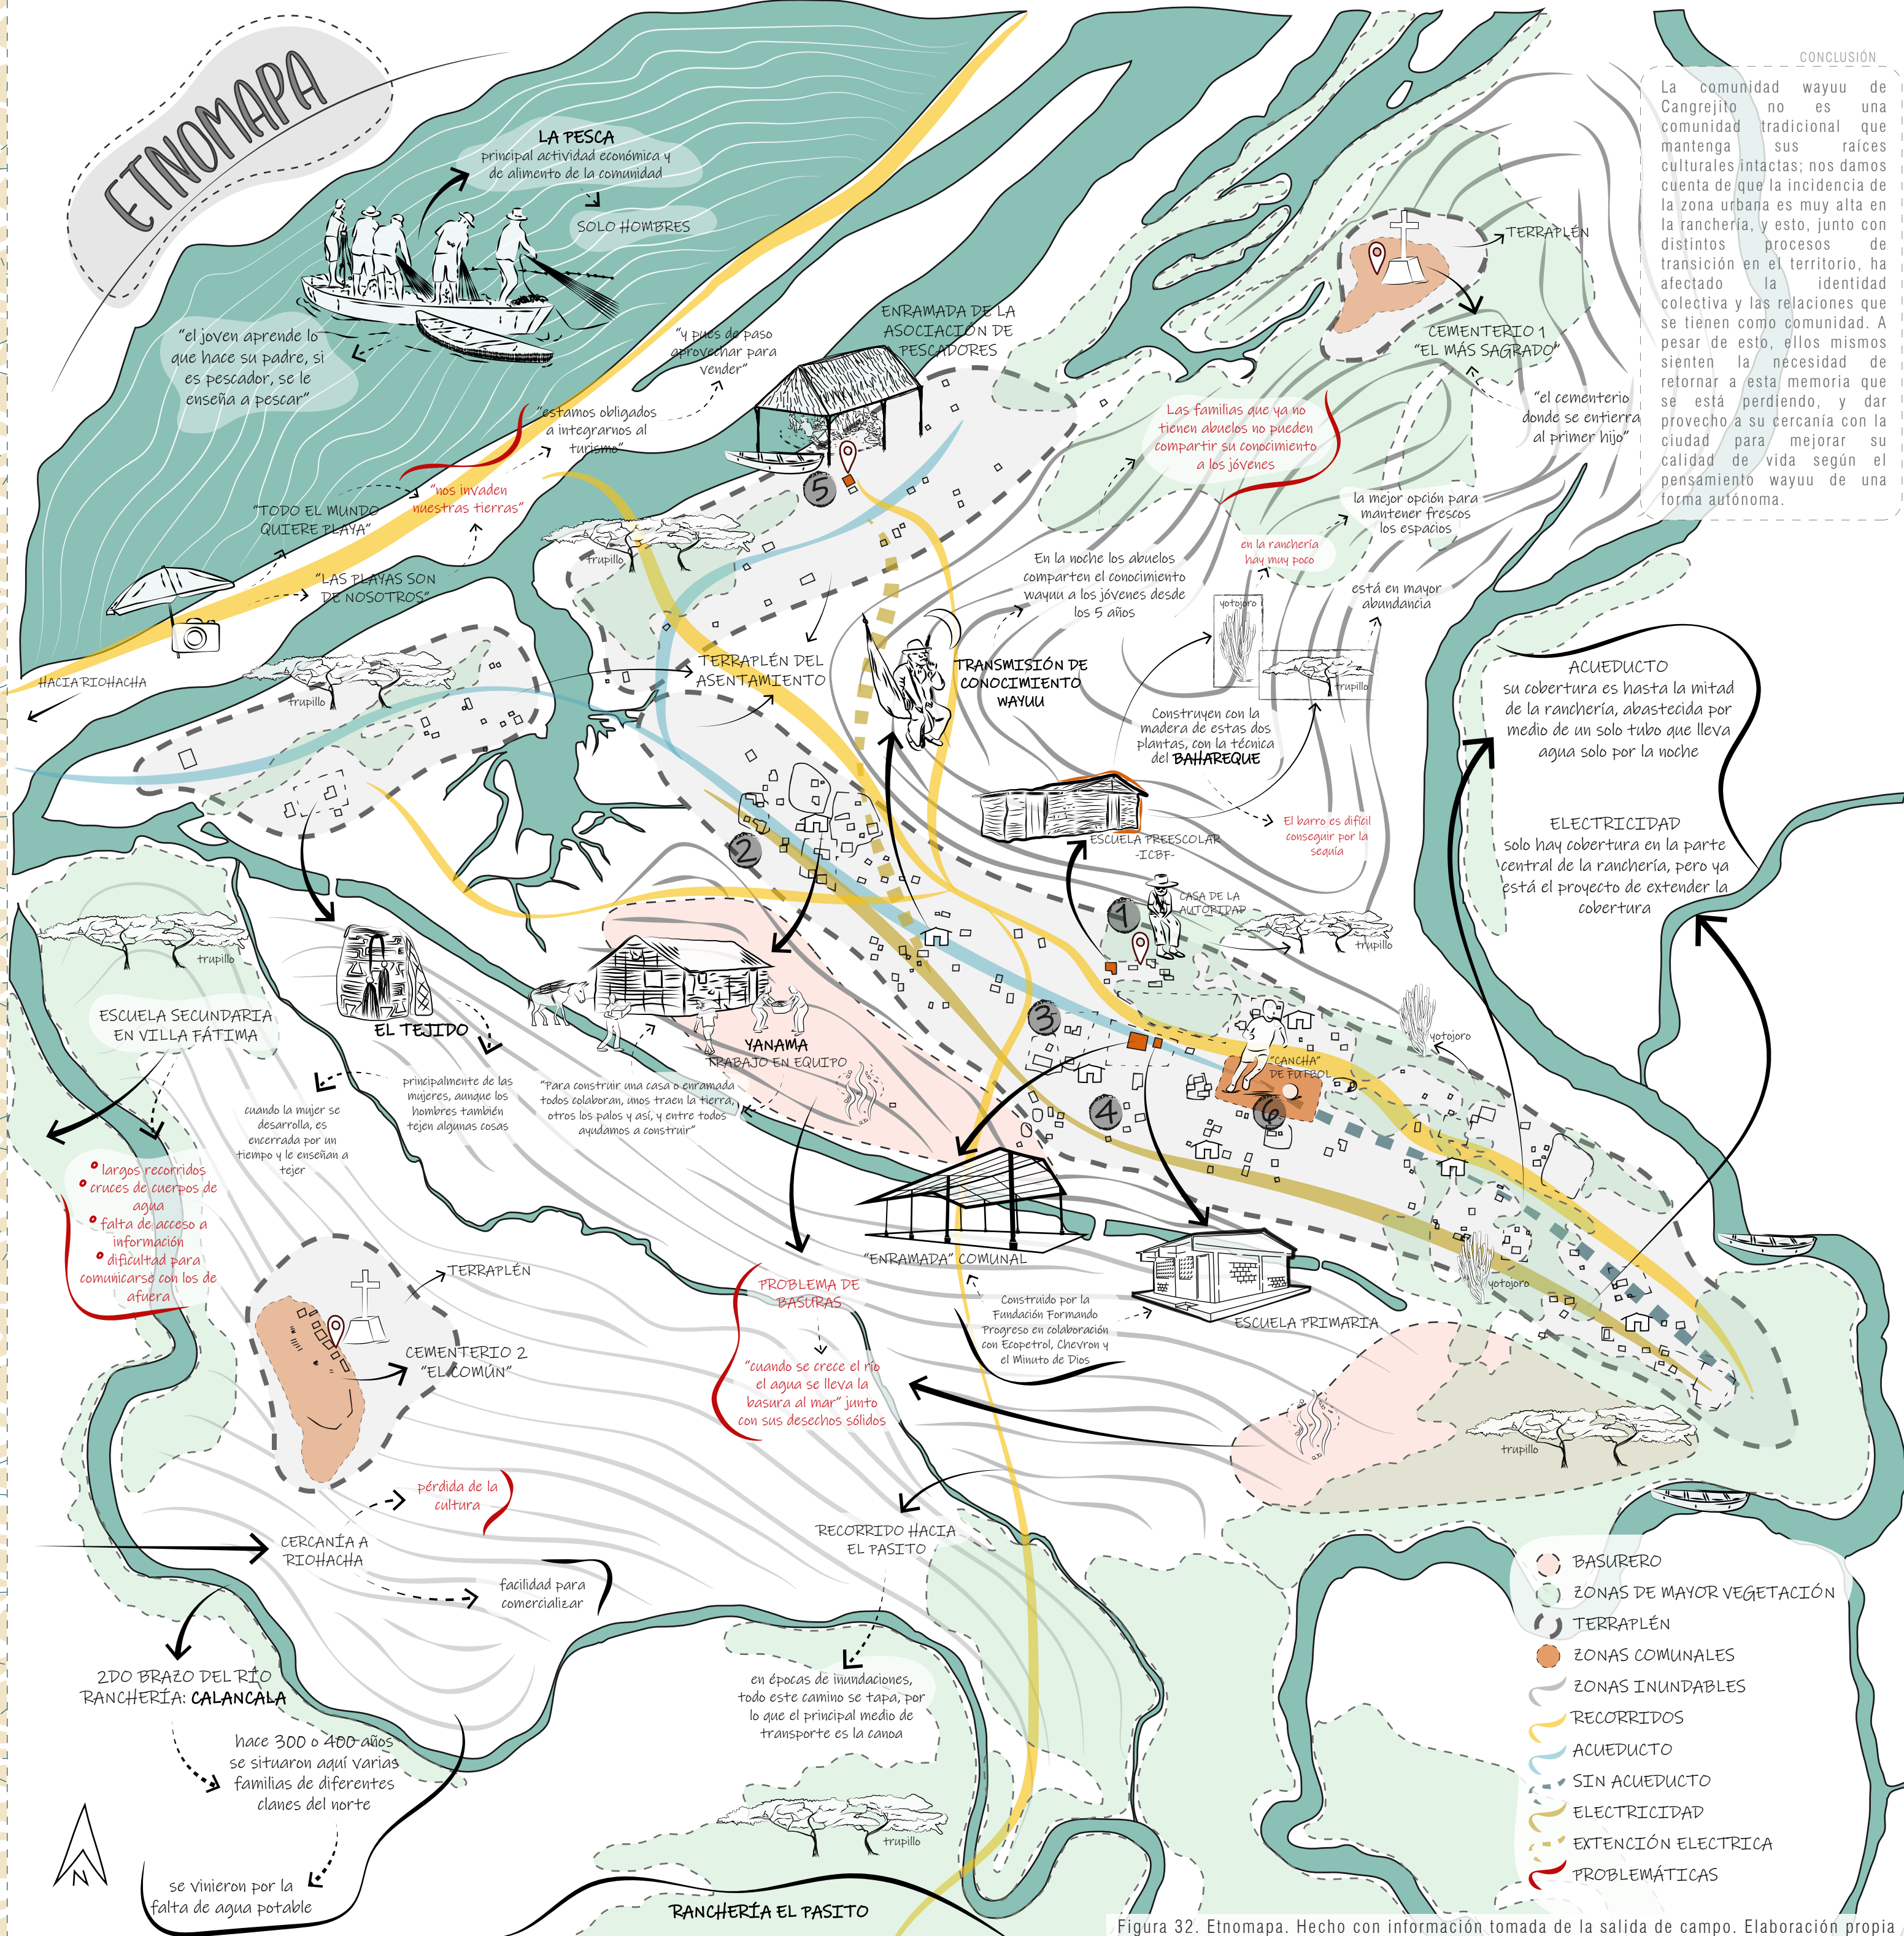 ETNOMAPA
LA PESCA
principal actividad económica y
de alimento de la comunidad
SOLO HOMBRES
"el joven aprende lo
que hace su padre, si
es pescador, se le
enseña a pescar"
"y pues de paso
aprovechar para
vender"
"estamos obligados
a integrarnos al
turismo"
"nos invaden
nuestras tierras"
"TODO EL MUNDO
QUIERE PLAYA"
"LAS PLAYAS SON
DE NOSOTROS"
HACIA RIOHACHA
ENRAMADA DE LA
ASOCIACIÓN DE
PESCADORES
5
trupillo
trupillo
TERRAPLÉN DEL
ASENTAMIENTO
CONCLUSIÓN
La comunidad wayuu de
Cangrejito no es una
comunidad tradicional que
mantenga sus raíces
culturales intactas; nos damos
cuenta de que la incidencia de
la zona urbana es muy alta en
la ranchería, y esto, junto con
distintos procesos de
transición en el territorio, ha
afectado la identidad
colectiva y las relaciones que
se tienen como comunidad. A
pesar de esto, ellos mismos
sienten la necesidad de
retornar a esta memoria que
se está perdiendo, y dar
provecho a su cercanía con la
ciudad para mejorar su
calidad de vida según el
pensamiento wayuu de una
forma autónoma.
TERRAPLÉN
CEMENTERIO 1
"EL MÁS SAGRADO"
"el cementerio
donde se entierra
al primer hijo"
Las familias que ya no
tienen abuelos no pueden
compartir su conocimiento
a los jóvenes
la mejor opción para
mantener frescos
los espacios
en la ranchería
hay muy poco
En la noche los abuelos
comparten el conocimiento
wayuu a los jóvenes desde
los 5 años
está en mayor
abundancia
yotojoro
trupillo
TRANSMISIÓN DE
CONOCIMIENTO
WAYUU
Construyen con la
madera de estas dos
plantas, con la técnica
del BAHAREQUE
El barro es difícil
conseguir por la
sequía
ESCUELA PREESCOLAR
-ICBF-
ACUEDUCTO
su cobertura es hasta la mitad
de la ranchería, abastecida por
medio de un solo tubo que lleva
agua solo por la noche
ELECTRICIDAD
solo hay cobertura en la parte
central de la ranchería, pero ya
está el proyecto de extender la
cobertura
2
1
CASA DE LA
AUTORIDAD
trupillo
3
yotojoro
"CANCHA"
DE FUTBOL
4
6
trupillo
ESCUELA SECUNDARIA
EN VILLA FÁTIMA
largos recorridos
cruces de cuerpos de
agua
falta de acceso a
información
dificultad para
comunicarse con los de
afuera
EL TEJIDO
cuando la mujer se
desarrolla, es
encerrada por un
tiempo y le enseñan a
tejer
principalmente de las
mujeres, aunque los
hombres también
tejen algunas cosas
YANAMA
TRABAJO EN EQUIPO
"Para construir una casa o enramada
todos colaboran, unos traen la tierra,
otros los palos y así, y entre todos
ayudamos a construir"
"ENRAMADA" COMUNAL
ESCUELA PRIMARIA
Construido por la
Fundación Formando
Progreso en colaboración
con Ecopetrol, Chevron y
el Minuto de Dios
yotojoro
trupillo
PROBLEMA DE
BASURAS
"cuando se crece el río
el agua se lleva la
basura al mar" junto
con sus desechos sólidos
TERRAPLÉN
CEMENTERIO 2
"EL COMÚN"
pérdida de la
cultura
CERCANÍA A
RIOHACHA
facilidad para
comercializar
RECORRIDO HACIA
EL PASITO
en épocas de inundaciones,
todo este camino se tapa, por
lo que el principal medio de
transporte es la canoa
2DO BRAZO DEL RÍO
RANCHERÍA: CALANCALA
hace 300 o 400 años
se situaron aquí varias
familias de diferentes
clanes del norte
se vinieron por la
falta de agua potable
N
trupillo
RANCHERÍA EL PASITO
BASURERO
ZONAS DE MAYOR VEGETACIÓN
TERRAPLÉN
ZONAS COMUNALES
ZONAS INUNDABLES
RECORRIDOS
ACUEDUCTO
SIN ACUEDUCTO
ELECTRICIDAD
EXTENCIÓN ELECTRICA
PROBLEMÁTICAS
Figura 32. Etnomapa. Hecho con información tomada de la salida de campo. Elaboración propia